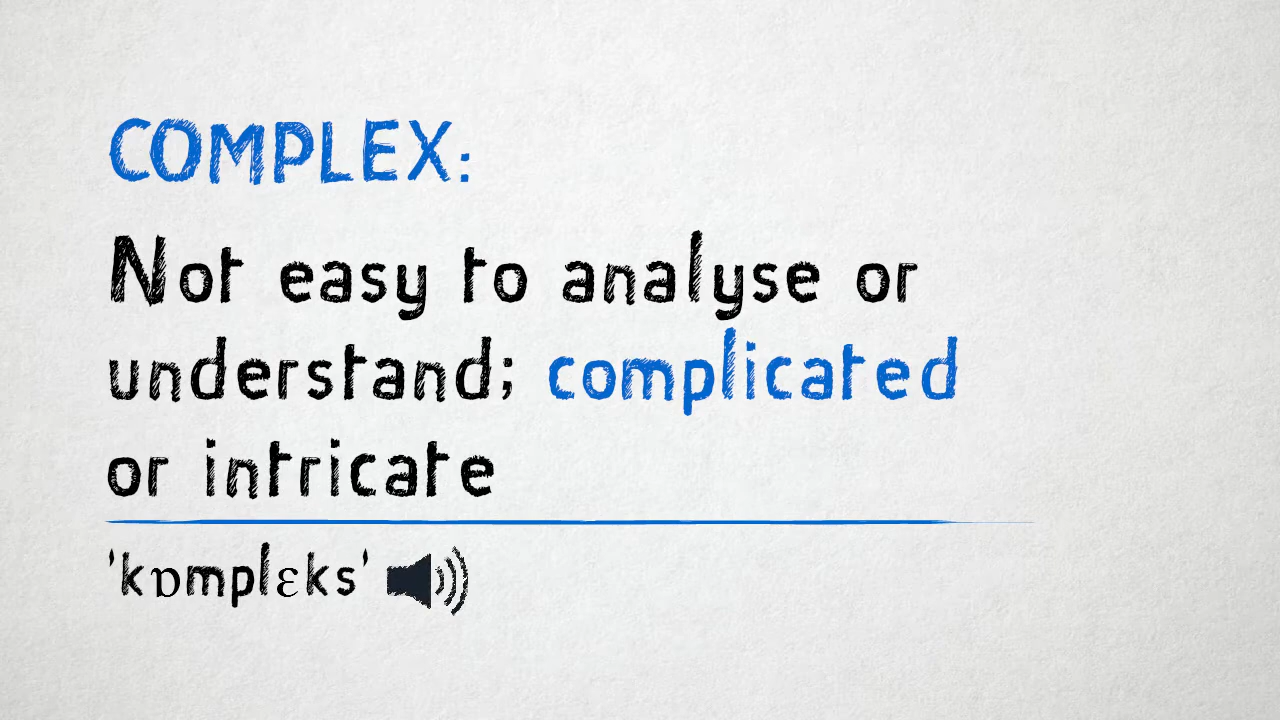 COMPLEX:
Not easy to analyse or
understand; complicated
or intricate
'kɒmplɛks'